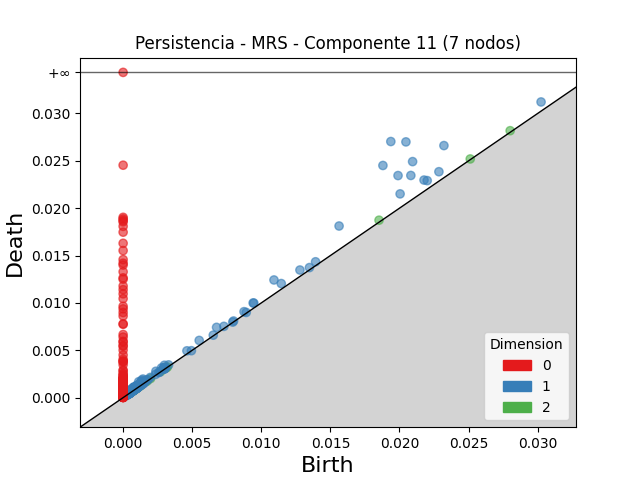 Persistencia - MRS - Componente 11 (7 nodos)
+∞
0.030
0.025
0.020
0.015
0.010
0.005
0.000
Death
Dimension
0
1
2
0.000 0.005 0.010 0.015 0.020 0.025 0.030
Birth